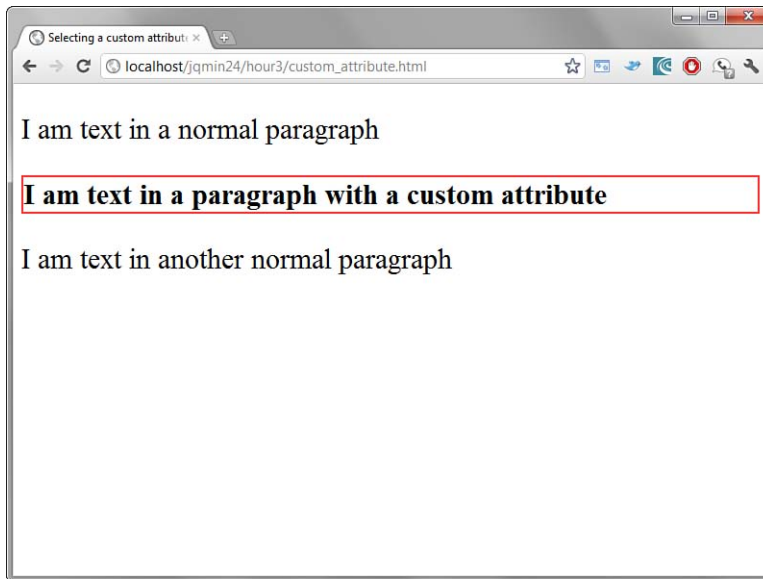 Selecting a custom attribut
localhost/jqmin24/hour3/custom_attribute.html
I am text in a normal paragraph
I am text in a paragraph with a custom attribute
I am text in another normal paragraph